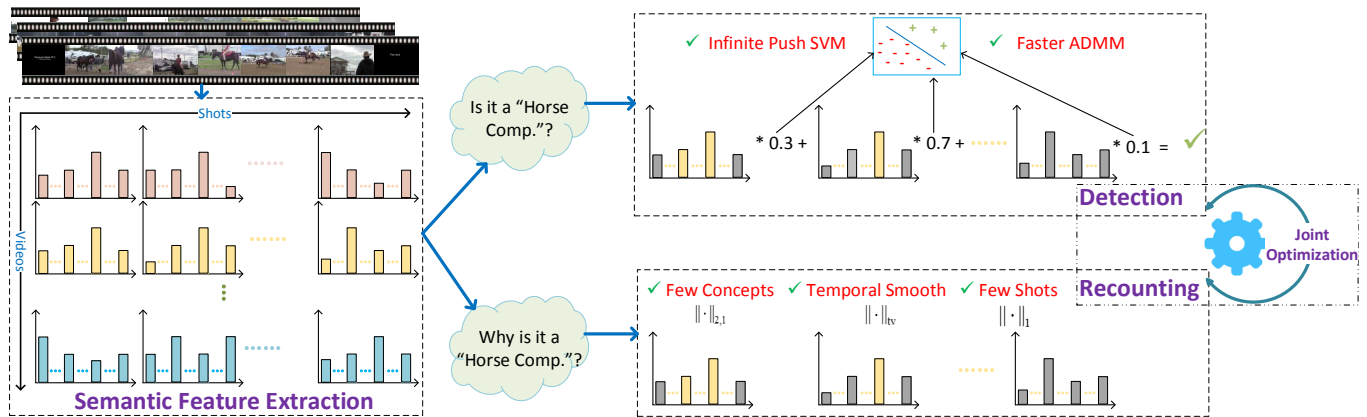 Shots
Videos
Semantic Feature Extraction
Is it a “Horse
Comp.”?
Why is it a
“Horse Comp.”?
✓ Infinite Push SVM
✓ Faster ADMM
* 0.3 +
* 0.7 +
* 0.1 = ✓
Detection
Joint
Optimization
Recounting
✓ Few Concepts
‖·‖2,1
✓ Temporal Smooth
‖·‖tv
✓ Few Shots
‖·‖1